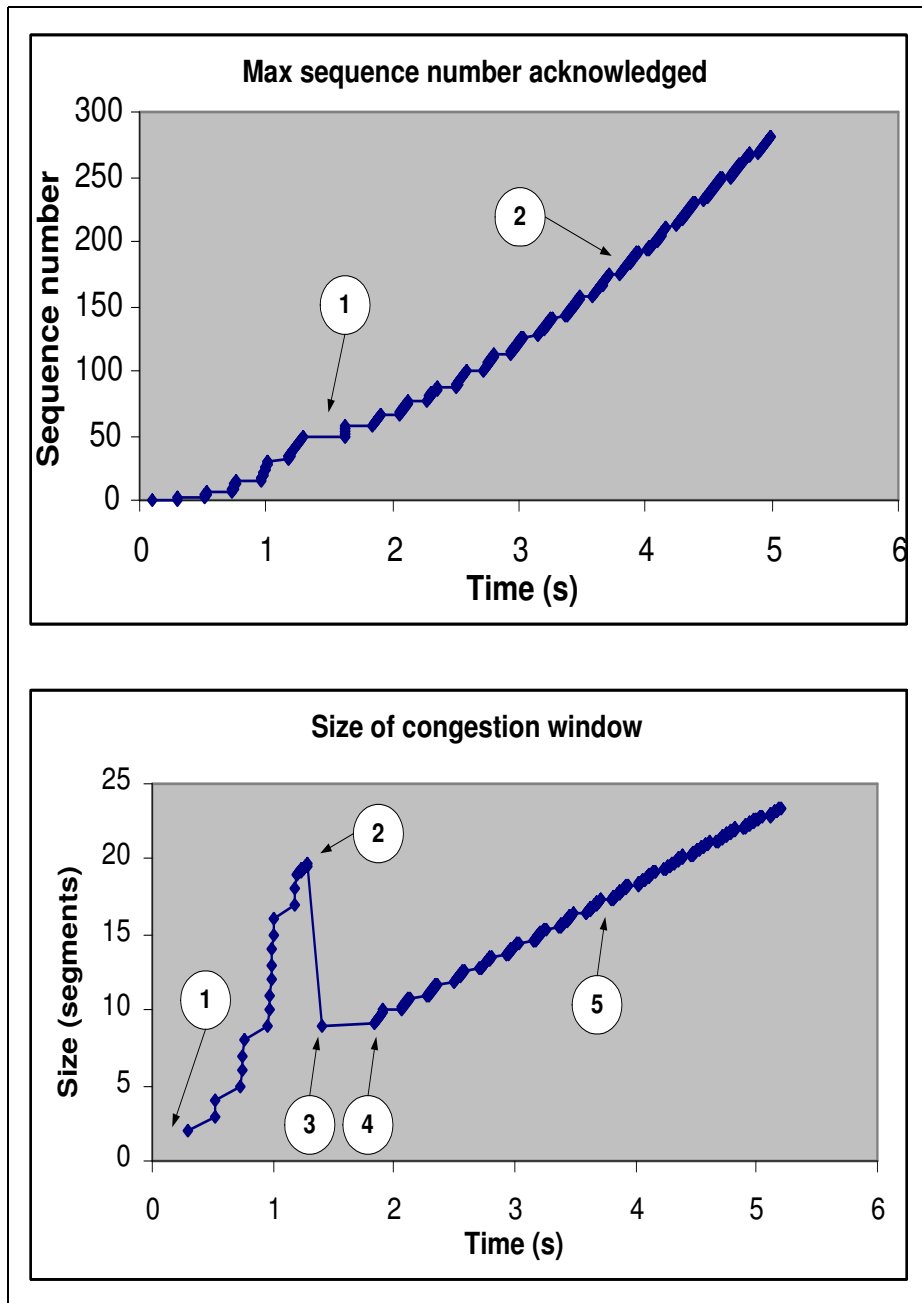 Max sequence number acknowledged
300
250
200
150
100
50
0
Sequence number
1
2
0 1 2 3 4 5 6
Time (s)
Size of congestion window
25
20
15
10
5
0
Size (segments)
1
2
3
4
5
0 1 2 3 4 5 6
Time (s)